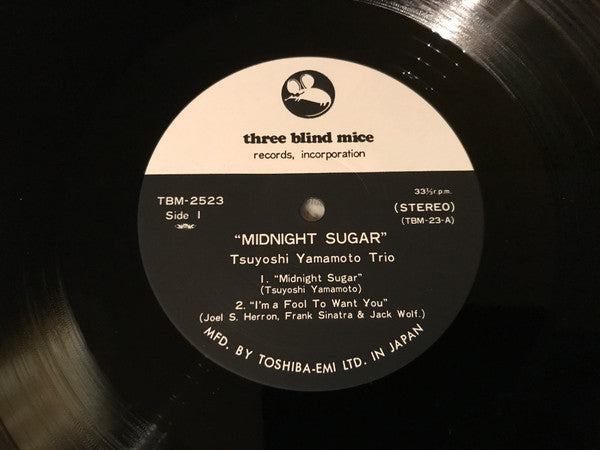 three blind mice
records, incorporation
TBM-2523
Side 1
33⅓r.p.m.
(STEREO)
(TBM-23-A)
"MIDNIGHT SUGAR"
Tsuyoshi Yamamoto Trio
1. "Midnight Sugar"
(Tsuyoshi Yamamoto)
2. "I'm a Fool To Want You"
(Joel S. Herron, Frank Sinatra & Jack Wolf.)
MFD. BY TOSHIBA-EMI LTD. IN JAPAN